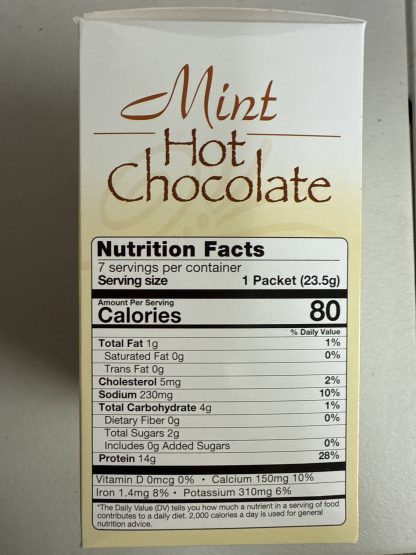 Mint
Hot
Chocolate
Nutrition Facts
7 servings per container
Serving size 1 Packet (23.5g)
Amount Per Serving
Calories 80
% Daily Value
Total Fat 1g 1%
Saturated Fat 0g 0%
Trans Fat 0g
Cholesterol 5mg 2%
Sodium 230mg 10%
Total Carbohydrate 4g 1%
Dietary Fiber 0g 0%
Total Sugars 2g
Includes 0g Added Sugars 0%
Protein 14g 28%
Vitamin D 0mcg 0% • Calcium 150mg 10%
Iron 1.4mg 8% • Potassium 310mg 6%
*The Daily Value (DV) tells you how much a nutrient in a serving of food
contributes to a daily diet. 2,000 calories a day is used for general
nutrition advice.